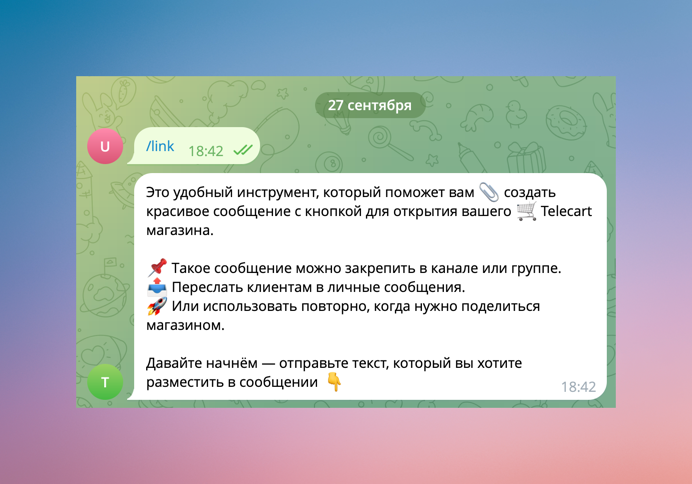 27 сентября
U
/link 18:42
Это удобный инструмент, который поможет вам 📎 создать
красивое сообщение с кнопкой для открытия вашего 🛒 Telecart
магазина.
📌 Такое сообщение можно закрепить в канале или группе.
📤 Переслать клиентам в личные сообщения.
🚀 Или использовать повторно, когда нужно поделиться
магазином.
Давайте начнём — отправьте текст, который вы хотите
разместить в сообщении 👇
T
18:42